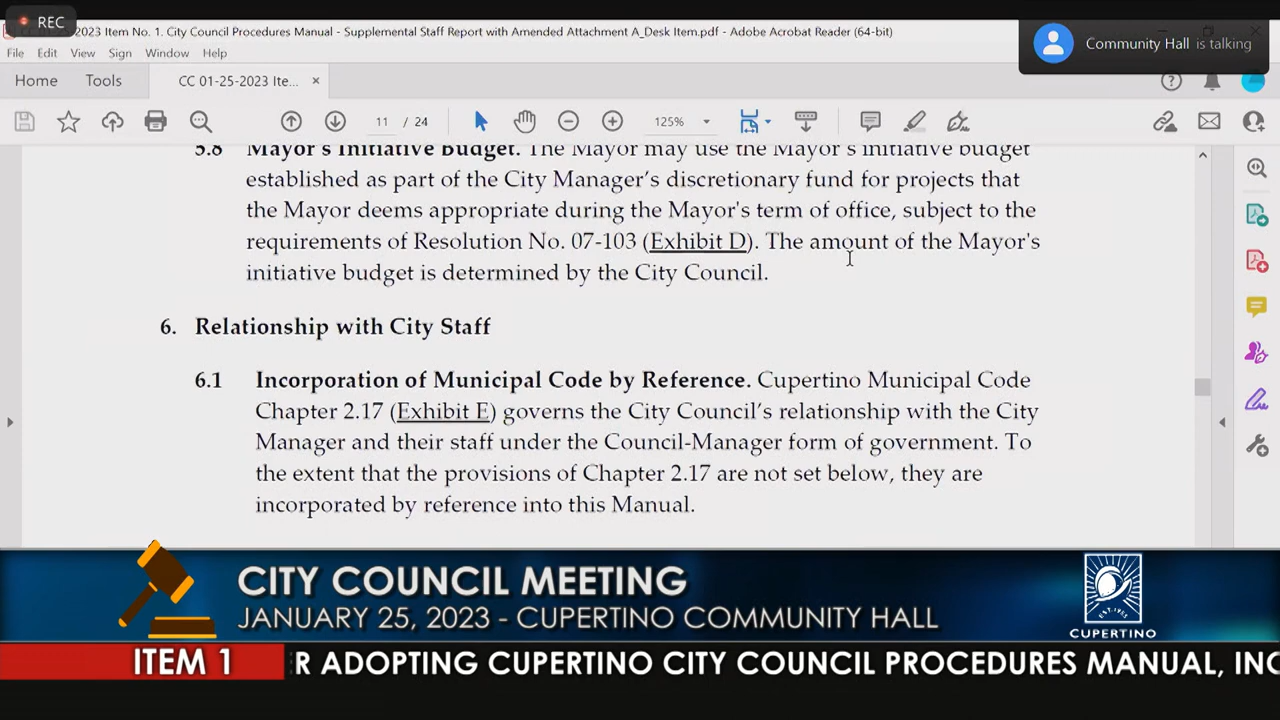 REC
2023 Item No. 1. City Council Procedures Manual - Supplemental Staff Report with Amended Attachment A_Desk Item.pdf - Adobe Acrobat Reader (64-bit)
Community Hall is talking
File Edit View Sign Window Help
Home Tools CC 01-25-2023 Ite... ×
11 / 24 125%
5.8 Mayor's Initiative Budget. The Mayor may use the Mayor's initiative budget
established as part of the City Manager's discretionary fund for projects that
the Mayor deems appropriate during the Mayor's term of office, subject to the
requirements of Resolution No. 07-103 (Exhibit D). The amount of the Mayor's
initiative budget is determined by the City Council.
6. Relationship with City Staff
6.1 Incorporation of Municipal Code by Reference. Cupertino Municipal Code
Chapter 2.17 (Exhibit E) governs the City Council's relationship with the City
Manager and their staff under the Council-Manager form of government. To
the extent that the provisions of Chapter 2.17 are not set below, they are
incorporated by reference into this Manual.
CITY COUNCIL MEETING
JANUARY 25, 2023 - CUPERTINO COMMUNITY HALL
EST. 1955
CUPERTINO
ITEM 1 R ADOPTING CUPERTINO CITY COUNCIL PROCEDURES MANUAL, INC